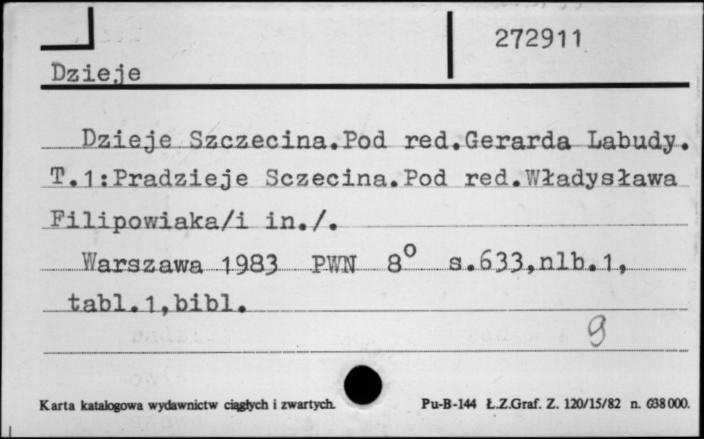 272911
Dzieje
Dzieje Szczecina.Pod red.Gerarda Labudy.
T.1:Pradzieje Sczecina.Pod red.Władysława
Filipowiaka/i in./.
Warszawa 1983 PWN 8° s.633,nlb.1,
tabl.1,bibl.
9
Karta katalogowa wydawnictw ciągłych i zwartych.
Pu-B-144 Ł.Z.Graf. Z. 120/15/82 n. 638000.